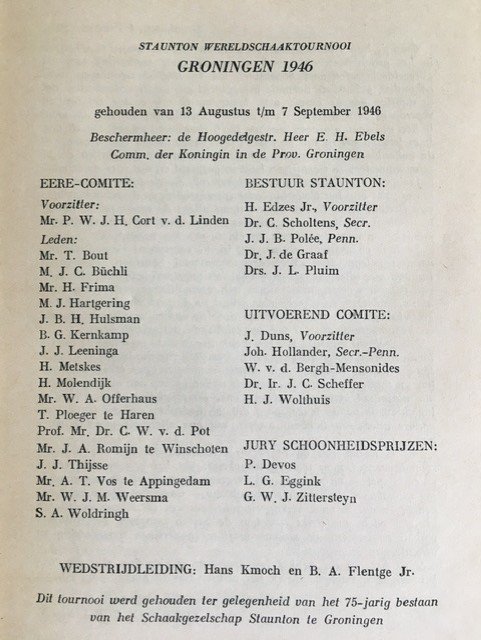 STAUNTON WERELDSCHAAKTOURNOOI
GRONINGEN 1946
gehouden van 13 Augustus t/m 7 September 1946
Beschermheer: de Hoogedelgestr. Heer E. H. Ebels
Comm. der Koningin in de Prov. Groningen
EERE-COMITE:
Voorzitter:
Mr. P. W. J. H. Cort v. d. Linden
Leden:
Mr. T. Bout
M. J. C. Büchli
Mr. H. Frima
M. J. Hartgering
J. B. H. Hulsman
B. G. Kernkamp
J. J. Leeninga
H. Metskes
H. Molendijk
Mr. W. A. Offerhaus
T. Ploeger te Haren
Prof. Mr. Dr. C. W. v. d. Pot
Mr. J. A. Romijn te Winschoten
J. J. Thijsse
Mr. A. T. Vos te Appingedam
Mr. W. J. M. Weersma
S. A. Woldringh
BESTUUR STAUNTON:
H. Edzes Jr., Voorzitter
Dr. C. Scholtens, Secr.
J. J. B. Polée, Penn.
Dr. J. de Graaf
Drs. J. L. Pluim
UITVOEREND COMITE:
J. Duns, Voorzitter
Joh. Hollander, Secr.-Penn.
W. v. d. Bergh-Mensonides
Dr. Ir. J. C. Scheffer
H. J. Wolthuis
JURY SCHOONHEIDSPRIJZEN:
P. Devos
L. G. Eggink
G. W. J. Zittersteyn
WEDSTRIJDLEIDING: Hans Kmoch en B. A. Flentge Jr.
Dit tournooi werd gehouden ter gelegenheid van het 75-jarig bestaan
van het Schaakgezelschap Staunton te Groningen